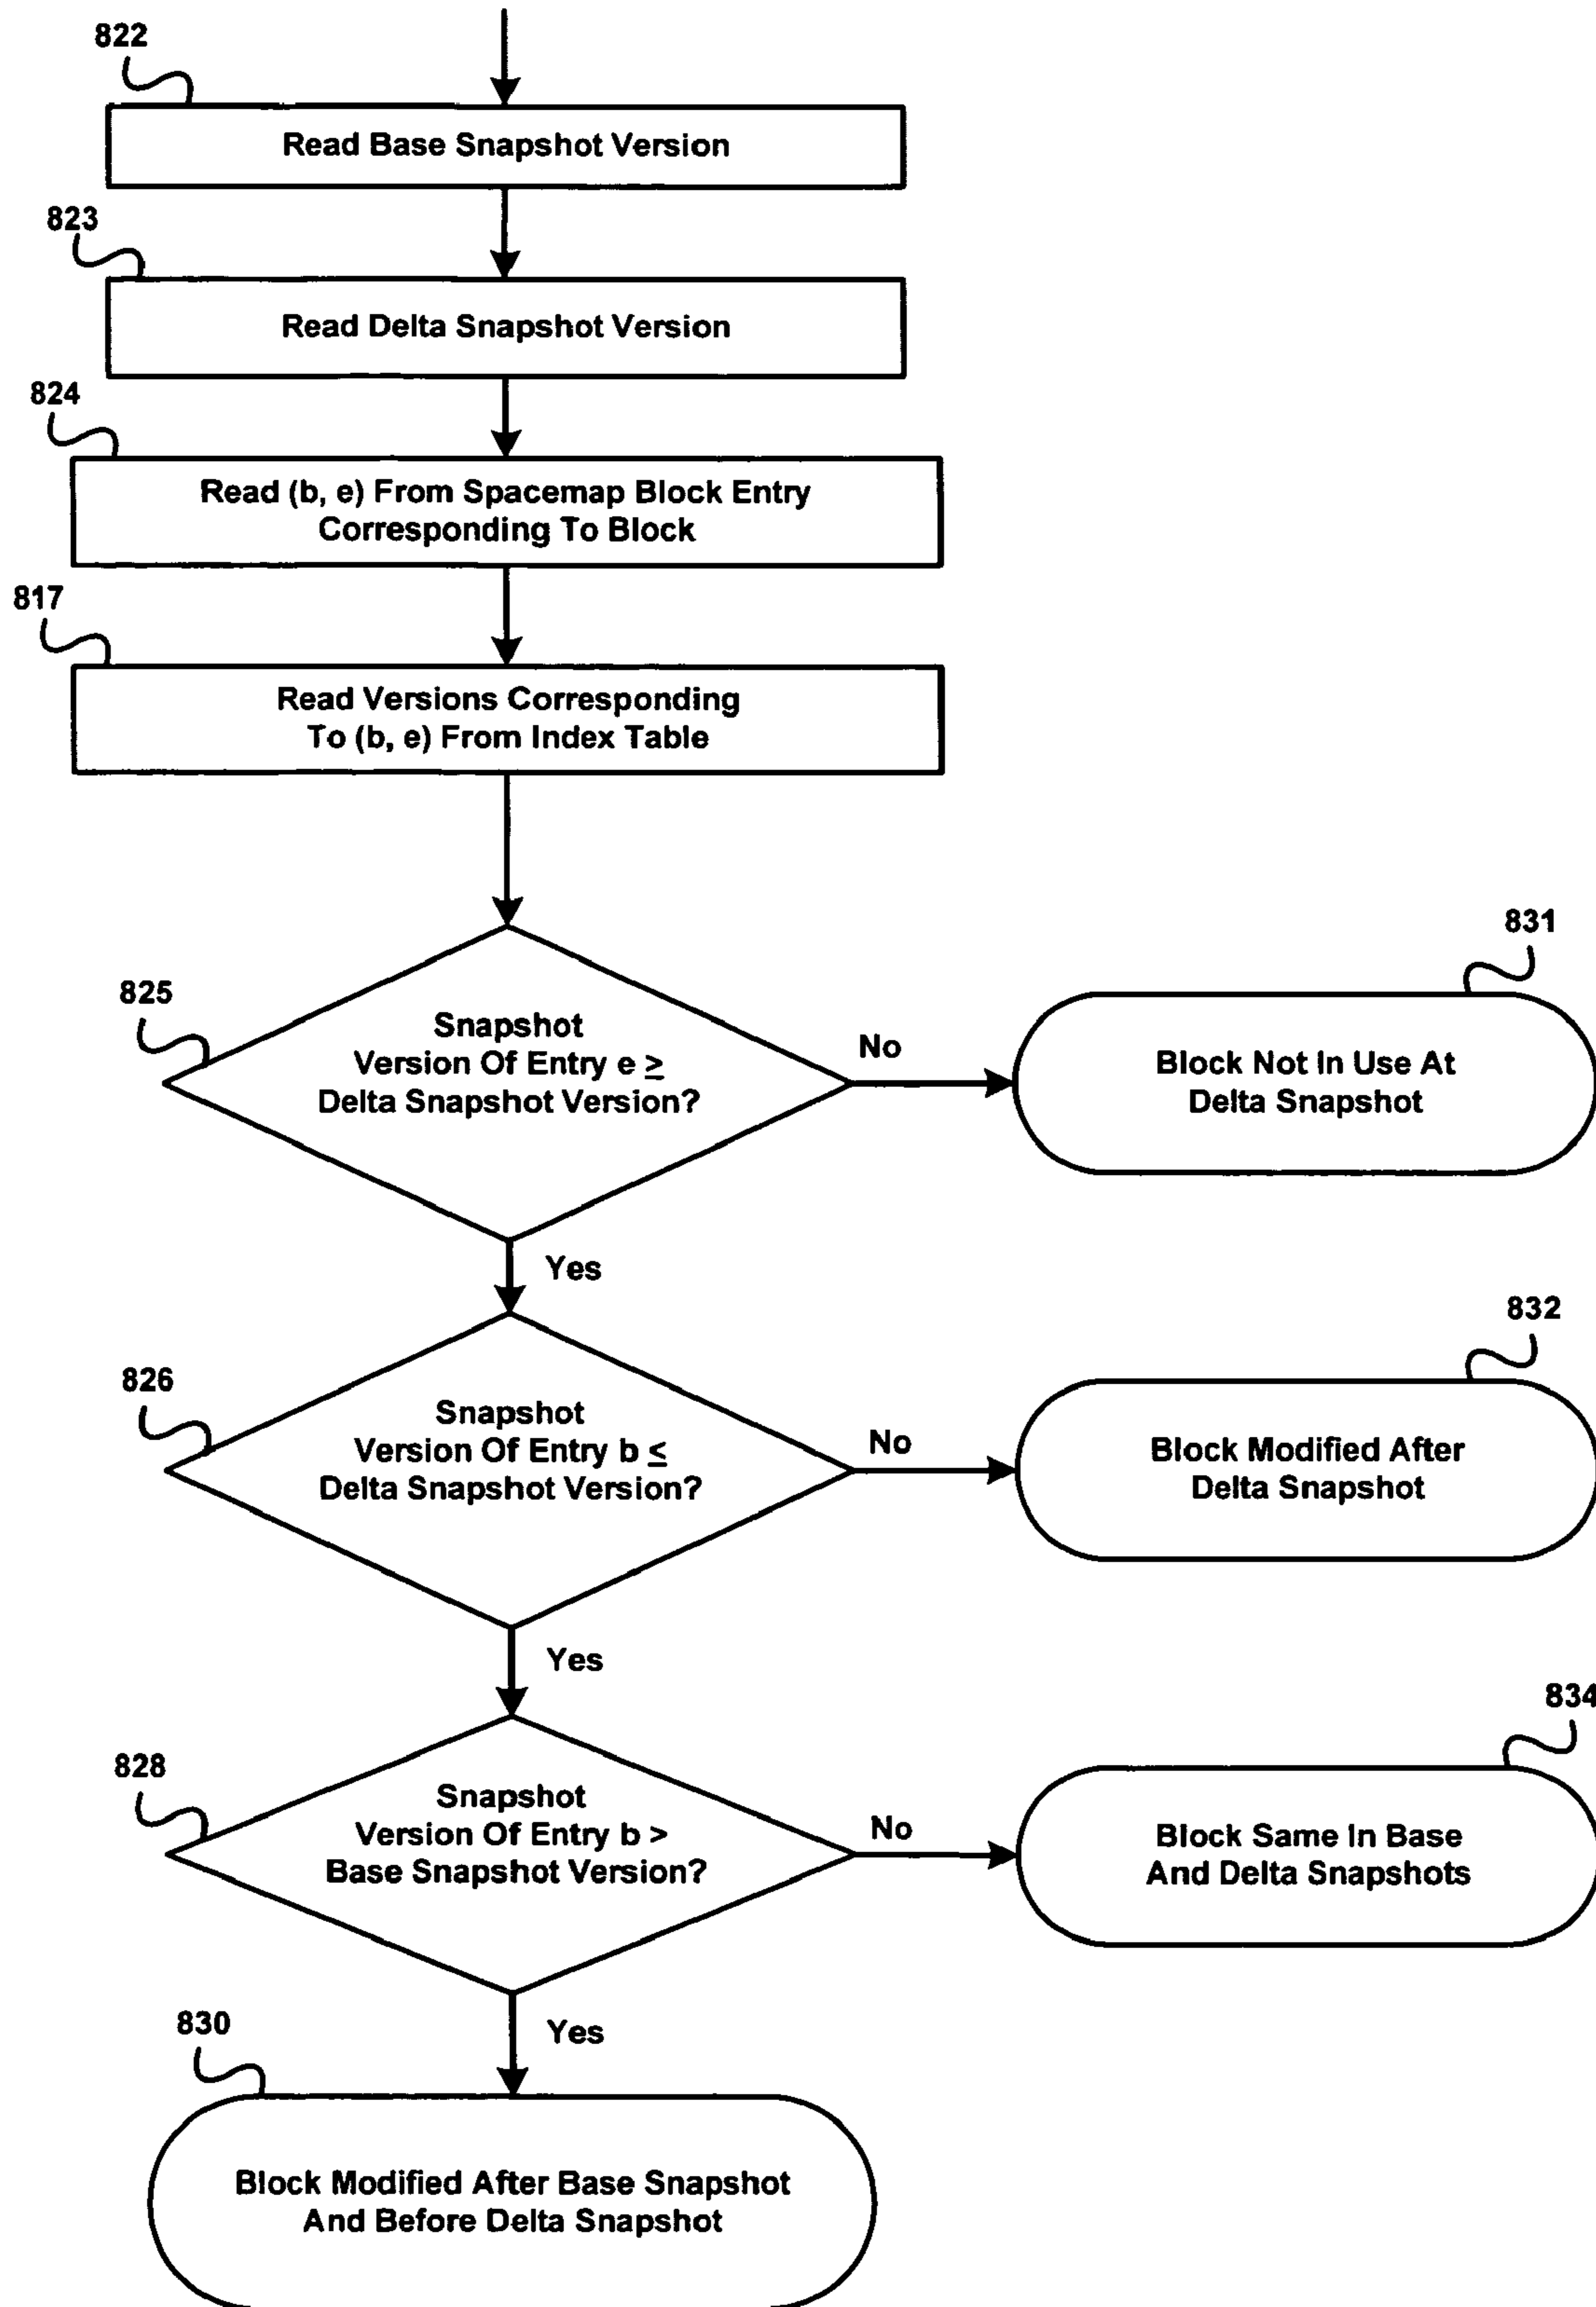 822
Read Base Snapshot Version
823
Read Delta Snapshot Version
824
Read (b, e) From Spacemap Block Entry
Corresponding To Block
817
Read Versions Corresponding
To (b, e) From Index Table
825
Snapshot
Version Of Entry e ≥
Delta Snapshot Version?
No
831
Block Not In Use At
Delta Snapshot
Yes
826
Snapshot
Version Of Entry b ≤
Delta Snapshot Version?
No
832
Block Modified After
Delta Snapshot
Yes
828
Snapshot
Version Of Entry b >
Base Snapshot Version?
No
834
Block Same In Base
And Delta Snapshots
Yes
830
Block Modified After Base Snapshot
And Before Delta Snapshot